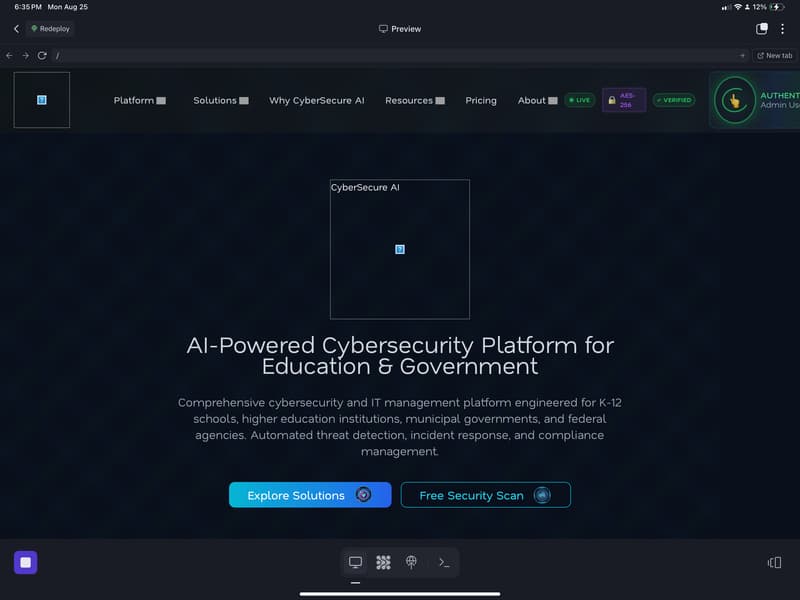 6:35 PM Mon Aug 25
12%
Redeploy
Preview
/
New tab
Platform
Solutions
Why CyberSecure AI
Resources
Pricing
About
LIVE
AES-
256
✓ VERIFIED
AUTHENT
Admin Us
CyberSecure AI
AI-Powered Cybersecurity Platform for
Education & Government
Comprehensive cybersecurity and IT management platform engineered for K-12
schools, higher education institutions, municipal governments, and federal
agencies. Automated threat detection, incident response, and compliance
management.
Explore Solutions
Free Security Scan